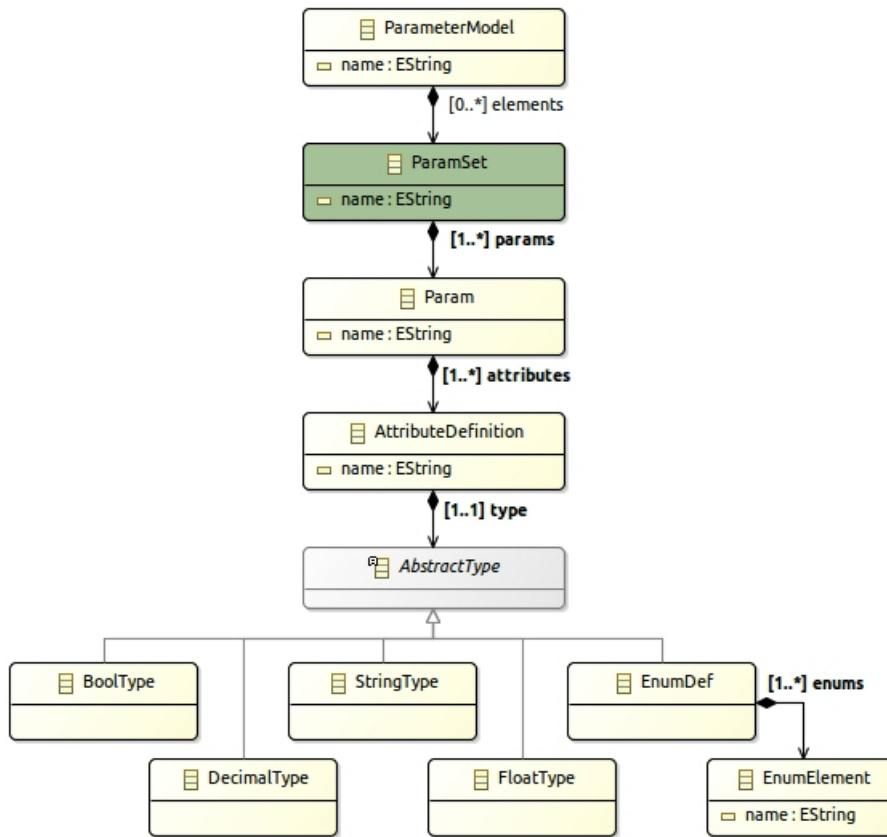 ParameterModel
name : EString
[0..*] elements
ParamSet
name : EString
[1..*] params
Param
name : EString
[1..*] attributes
AttributeDefinition
name : EString
[1..1] type
AbstractType
BoolType
StringType
EnumDef
[1..*] enums
DecimalType
FloatType
EnumElement
name : EString